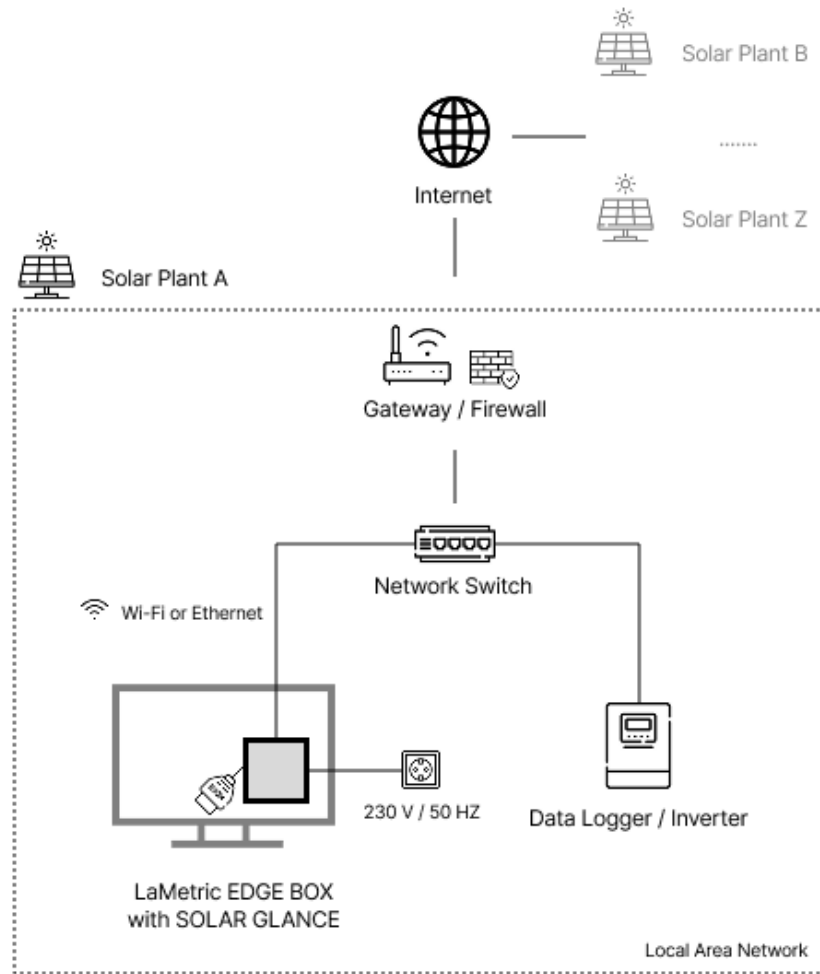 Solar Plant B
.......
Internet
Solar Plant Z
Solar Plant A
Gateway / Firewall
Network Switch
Wi-Fi or Ethernet
230 V / 50 HZ
Data Logger / Inverter
LaMetric EDGE BOX
with SOLAR GLANCE
Local Area Network